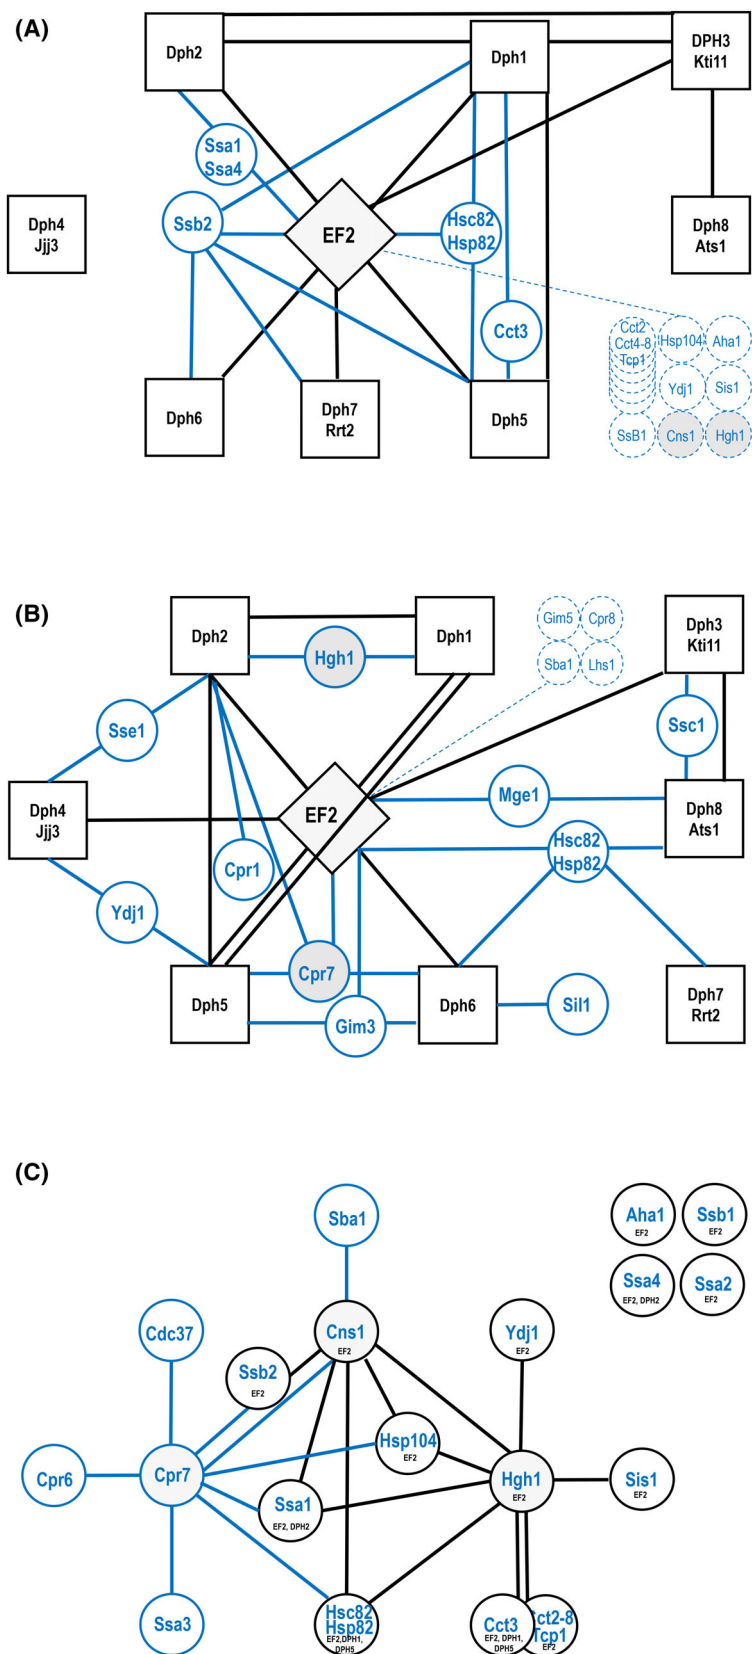 (A)
Dph2
Dph1
DPH3
Kti11
Ssa1
Ssa4
Dph4
Jjj3
Ssb2
EF2
Hsc82
Hsp82
Dph8
Ats1
Cct3
Cct2
Cct4-8
Tcp1
Hsp104
Aha1
Ydj1
Sis1
SsB1
Cns1
Hgh1
Dph6
Dph7
Rrt2
Dph5
(B)
Dph2
Hgh1
Dph1
Gim5
Cpr8
Sba1
Lhs1
Dph3
Kti11
Sse1
Ssc1
Dph4
Jjj3
EF2
Mge1
Dph8
Ats1
Cpr1
Hsc82
Hsp82
Ydj1
Cpr7
Dph5
Gim3
Dph6
Sil1
Dph7
Rrt2
(C)
Sba1
Aha1
EF2
Ssb1
EF2
Ssa4
EF2, DPH2
Ssa2
EF2
Cdc37
Cns1
EF2
Ydj1
EF2
Ssb2
EF2
Hsp104
EF2
Cpr6
Cpr7
Hgh1
EF2
Sis1
EF2
Ssa1
EF2, DPH2
Ssa3
Hsc82
Hsp82
EF2,DPH1,
DPH5
Cct3
EF2, DPH1,
DPH5
Cct2-8
Tcp1
EF2